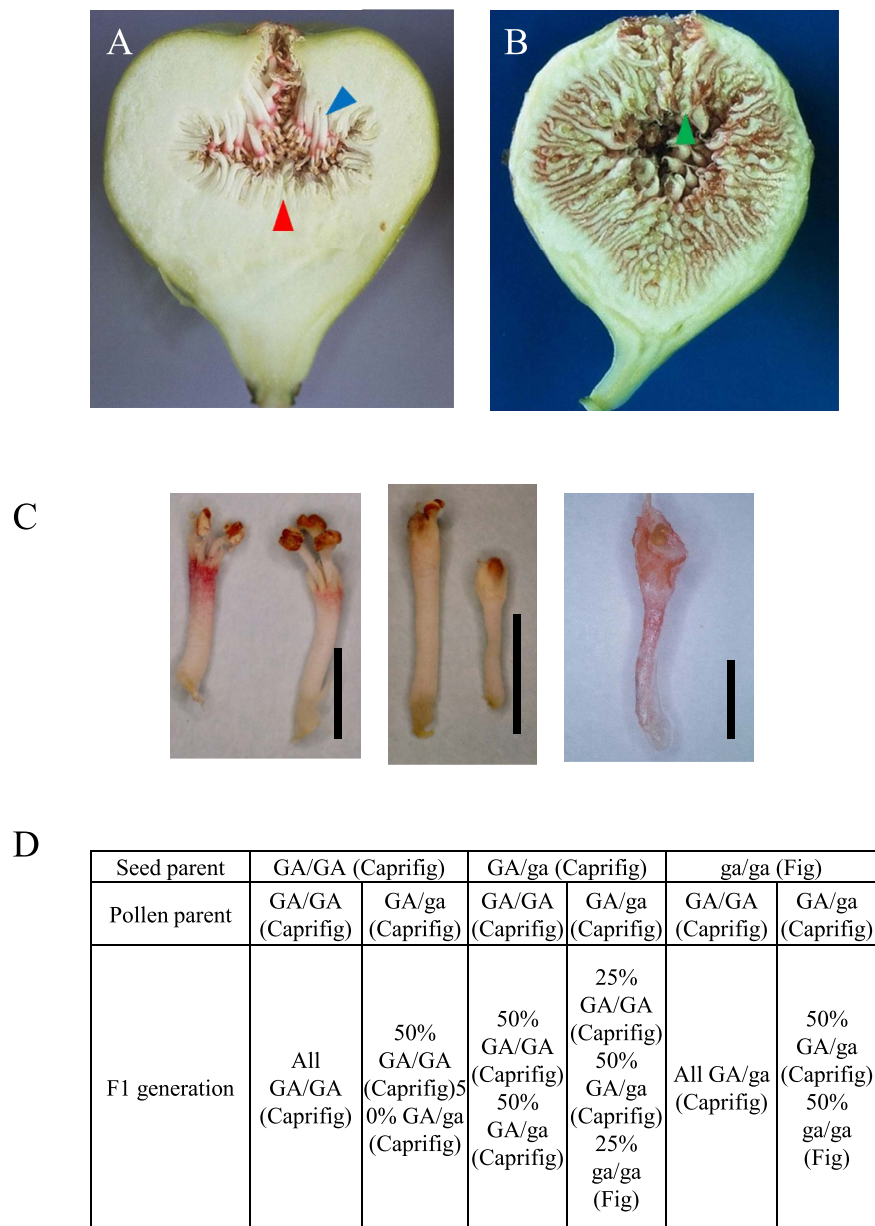 A
B
C
D
Seed parent GA/GA (Caprifig) GA/ga (Caprifig) ga/ga (Fig)
Pollen parent GA/GA (Caprifig) GA/ga (Caprifig) GA/GA (Caprifig) GA/ga (Caprifig) GA/GA (Caprifig) GA/ga (Caprifig)
F1 generation
All
GA/GA
(Caprifig)
50%
GA/GA
(Caprifig)5
0% GA/ga
(Caprifig)
50%
GA/GA
(Caprifig)
50%
GA/ga
(Caprifig)
25%
GA/GA
(Caprifig)
50%
GA/ga
(Caprifig)
25%
ga/ga
(Fig)
All GA/ga
(Caprifig)
50%
GA/ga
(Caprifig)
50%
ga/ga
(Fig)